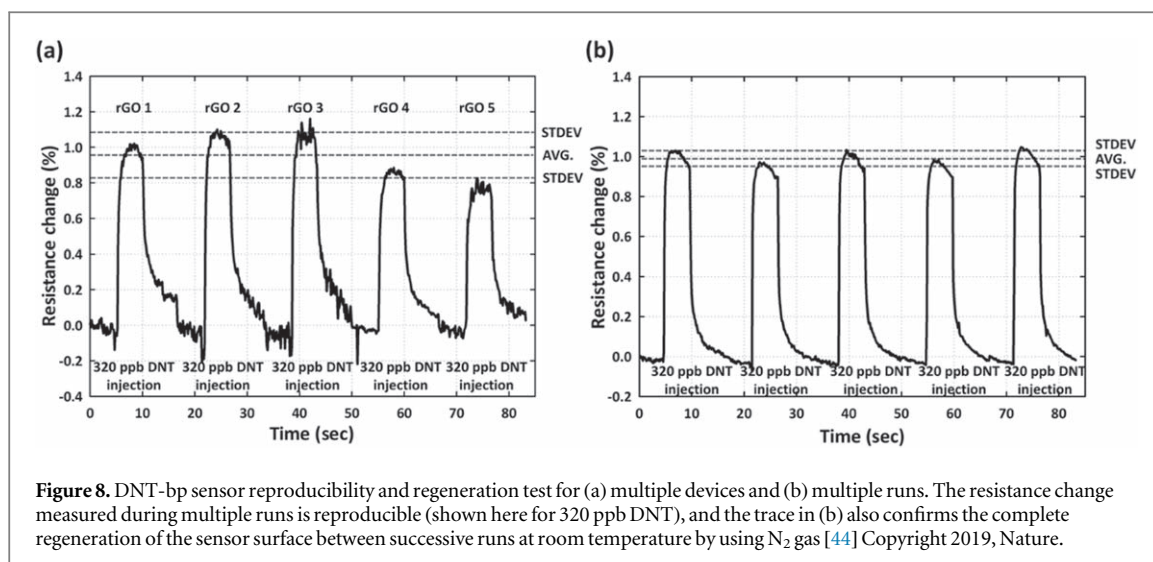 (a)
1.4
1.2
1.0
0.8
0.6
0.4
0.2
0.0
-0.2
-0.4
Resistance change (%)
rGO 1 rGO 2 rGO 3 rGO 4 rGO 5
STDEV
AVG.
STDEV
320 ppb DNT 320 ppb DNT 320 ppb DNT 320 ppb DNT 320 ppb DNT
injection injection injection injection injection
0 10 20 30 40 50 60 70 80
Time (sec)
(b)
1.4
1.2
1.0
0.8
0.6
0.4
0.2
0.0
-0.2
Resistance change (%)
STDEV
AVG.
STDEV
320 ppb DNT 320 ppb DNT 320 ppb DNT 320 ppb DNT 320 ppb DNT
injection injection injection injection injection
0 10 20 30 40 50 60 70 80
Time (sec)
Figure 8. DNT-bp sensor reproducibility and regeneration test for (a) multiple devices and (b) multiple runs. The resistance change
measured during multiple runs is reproducible (shown here for 320 ppb DNT), and the trace in (b) also confirms the complete
regeneration of the sensor surface between successive runs at room temperature by using N₂ gas [44] Copyright 2019, Nature.